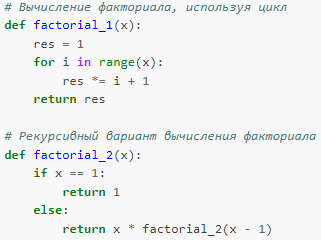 # Вычисление факториала, используя цикл
def factorial_1(x):
    res = 1
    for i in range(x):
        res *= i + 1
    return res

# Рекурсивный вариант вычисления факториала
def factorial_2(x):
    if x == 1:
        return 1
    else:
        return x * factorial_2(x - 1)